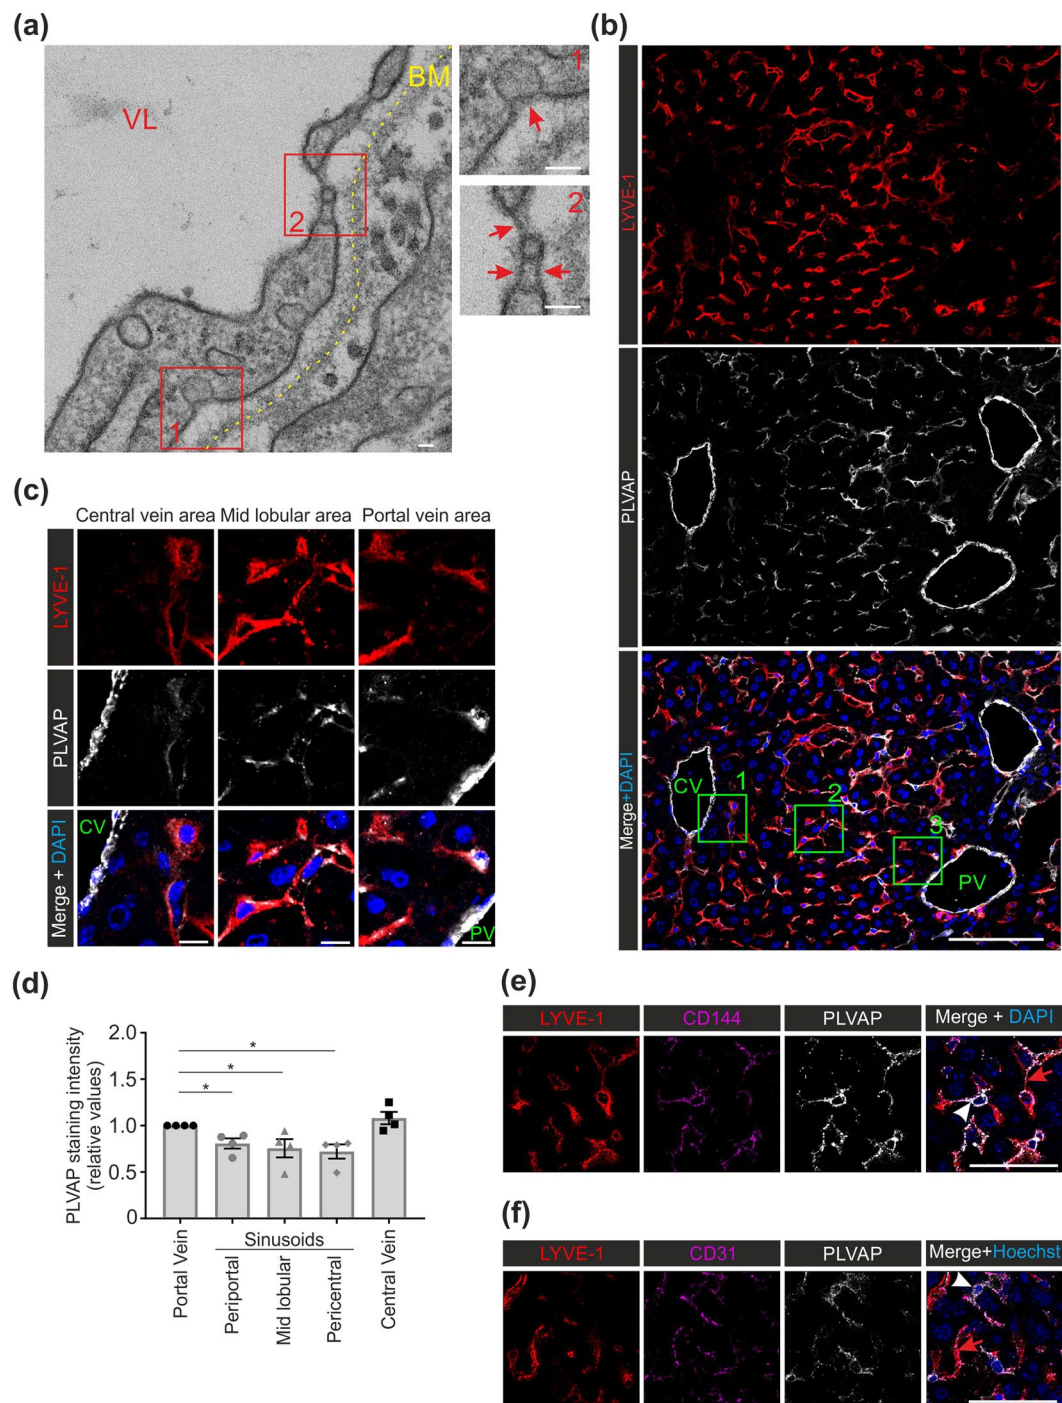 (a)
VL
BM
2
1
1
2
(b)
LYVE-1
PLVAP
Merge+DAPI
CV
1
2
3
PV
(c)
Central vein area
Mid lobular area
Portal vein area
LYVE-1
PLVAP
Merge + DAPI
CV
PV
(d)
PLVAP staining intensity
(relative values)
2.0
1.5
1.0
0.5
0
*
*
*
Portal Vein
Periportal
Mid lobular
Pericentral
Central Vein
Sinusoids
(e)
LYVE-1
CD144
PLVAP
Merge + DAPI
(f)
LYVE-1
CD31
PLVAP
Merge+Hoechst